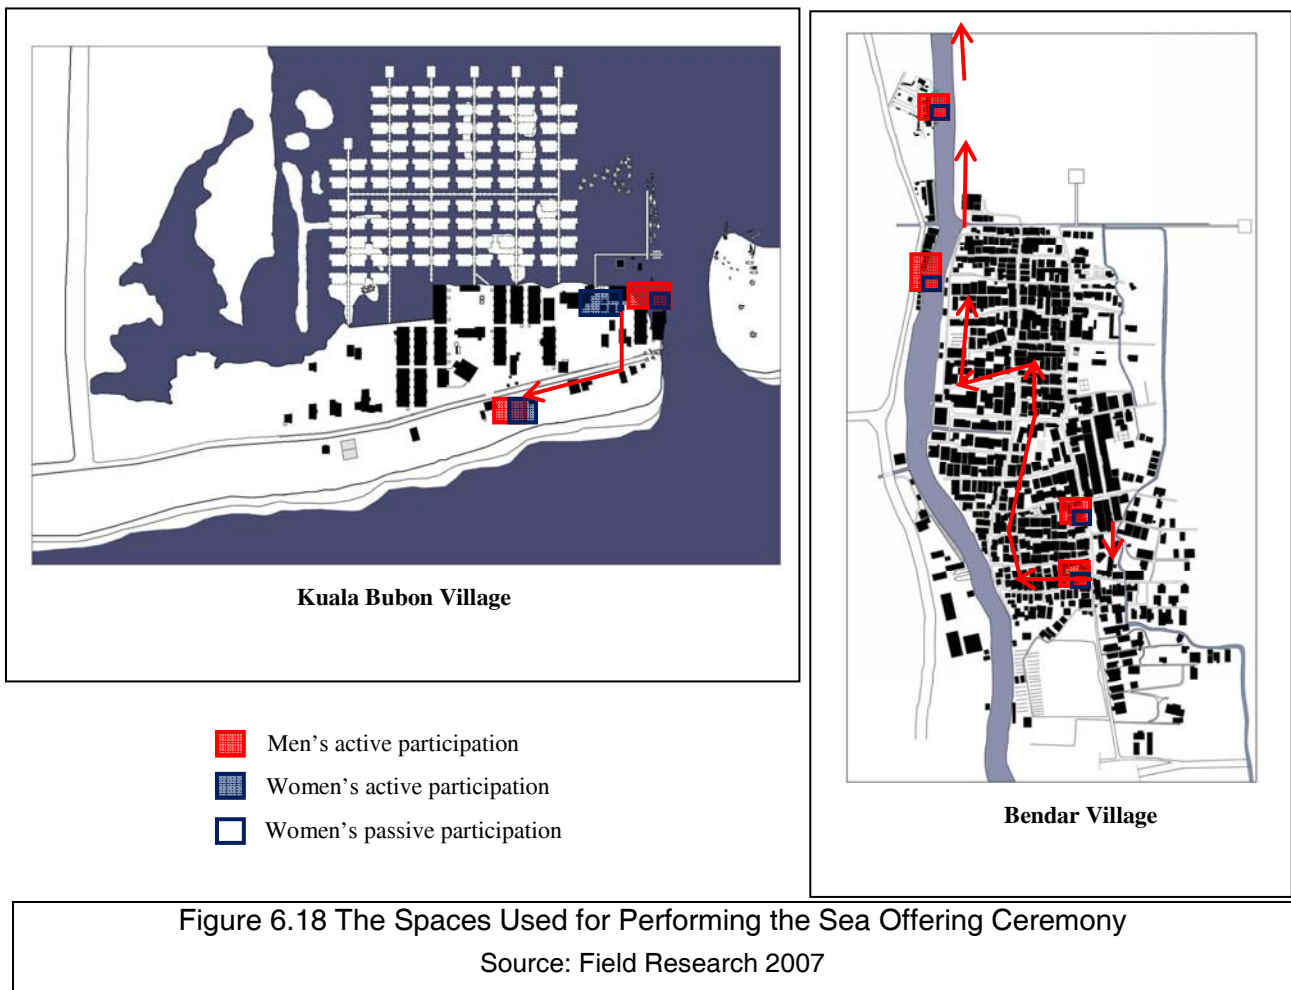 Kuala Bubon Village
Bendar Village
Men's active participation
Women's active participation
Women's passive participation
Figure 6.18 The Spaces Used for Performing the Sea Offering Ceremony
Source: Field Research 2007